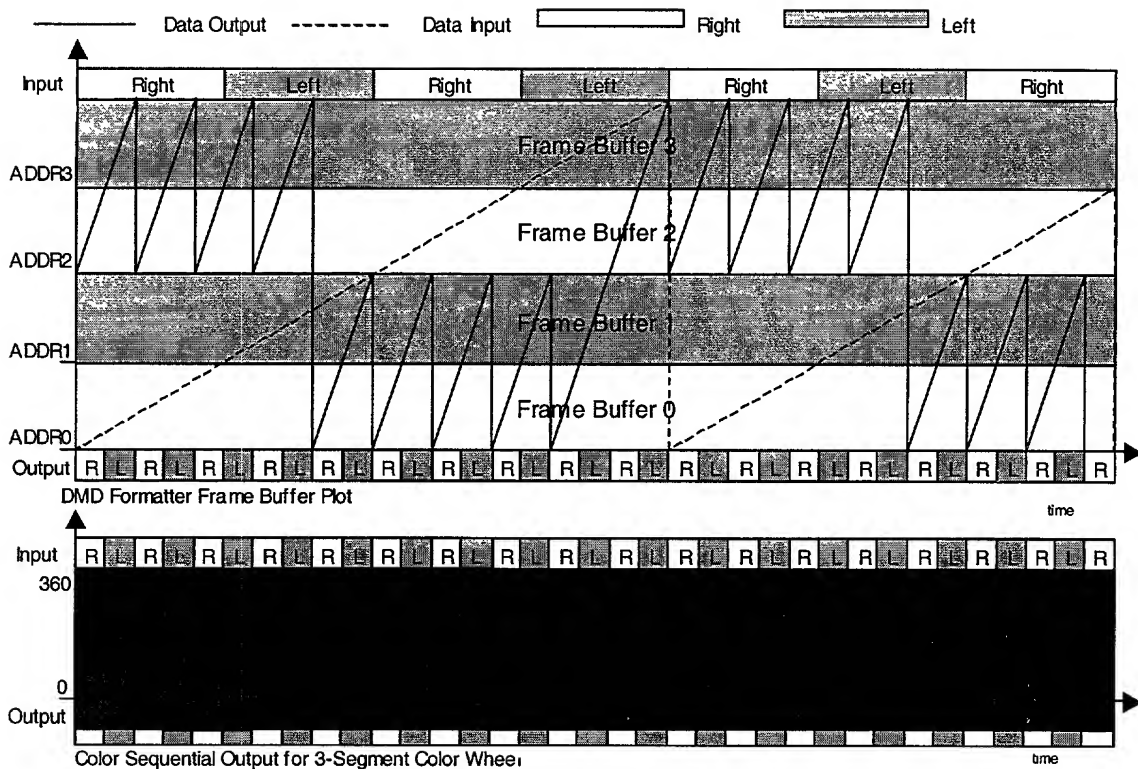 Data Output Data Input Right Left
Input Right Left Right Left Right Left Right
Frame Buffer 3
ADDR3
Frame Buffer 2
ADDR2
Frame Buffer 1
ADDR1
Frame Buffer 0
ADDR0
Output R L R L R L R L R L R L R L R L R L R L R L R L R L R L R L R L R L R
DMD Formatter Frame Buffer Plot
time
Input R L R L R L R L R L R L R L R L R L R L R L R L R L R L R L R L R L R
360
0
Output
Color Sequential Output for 3-Segment Color Wheel
time